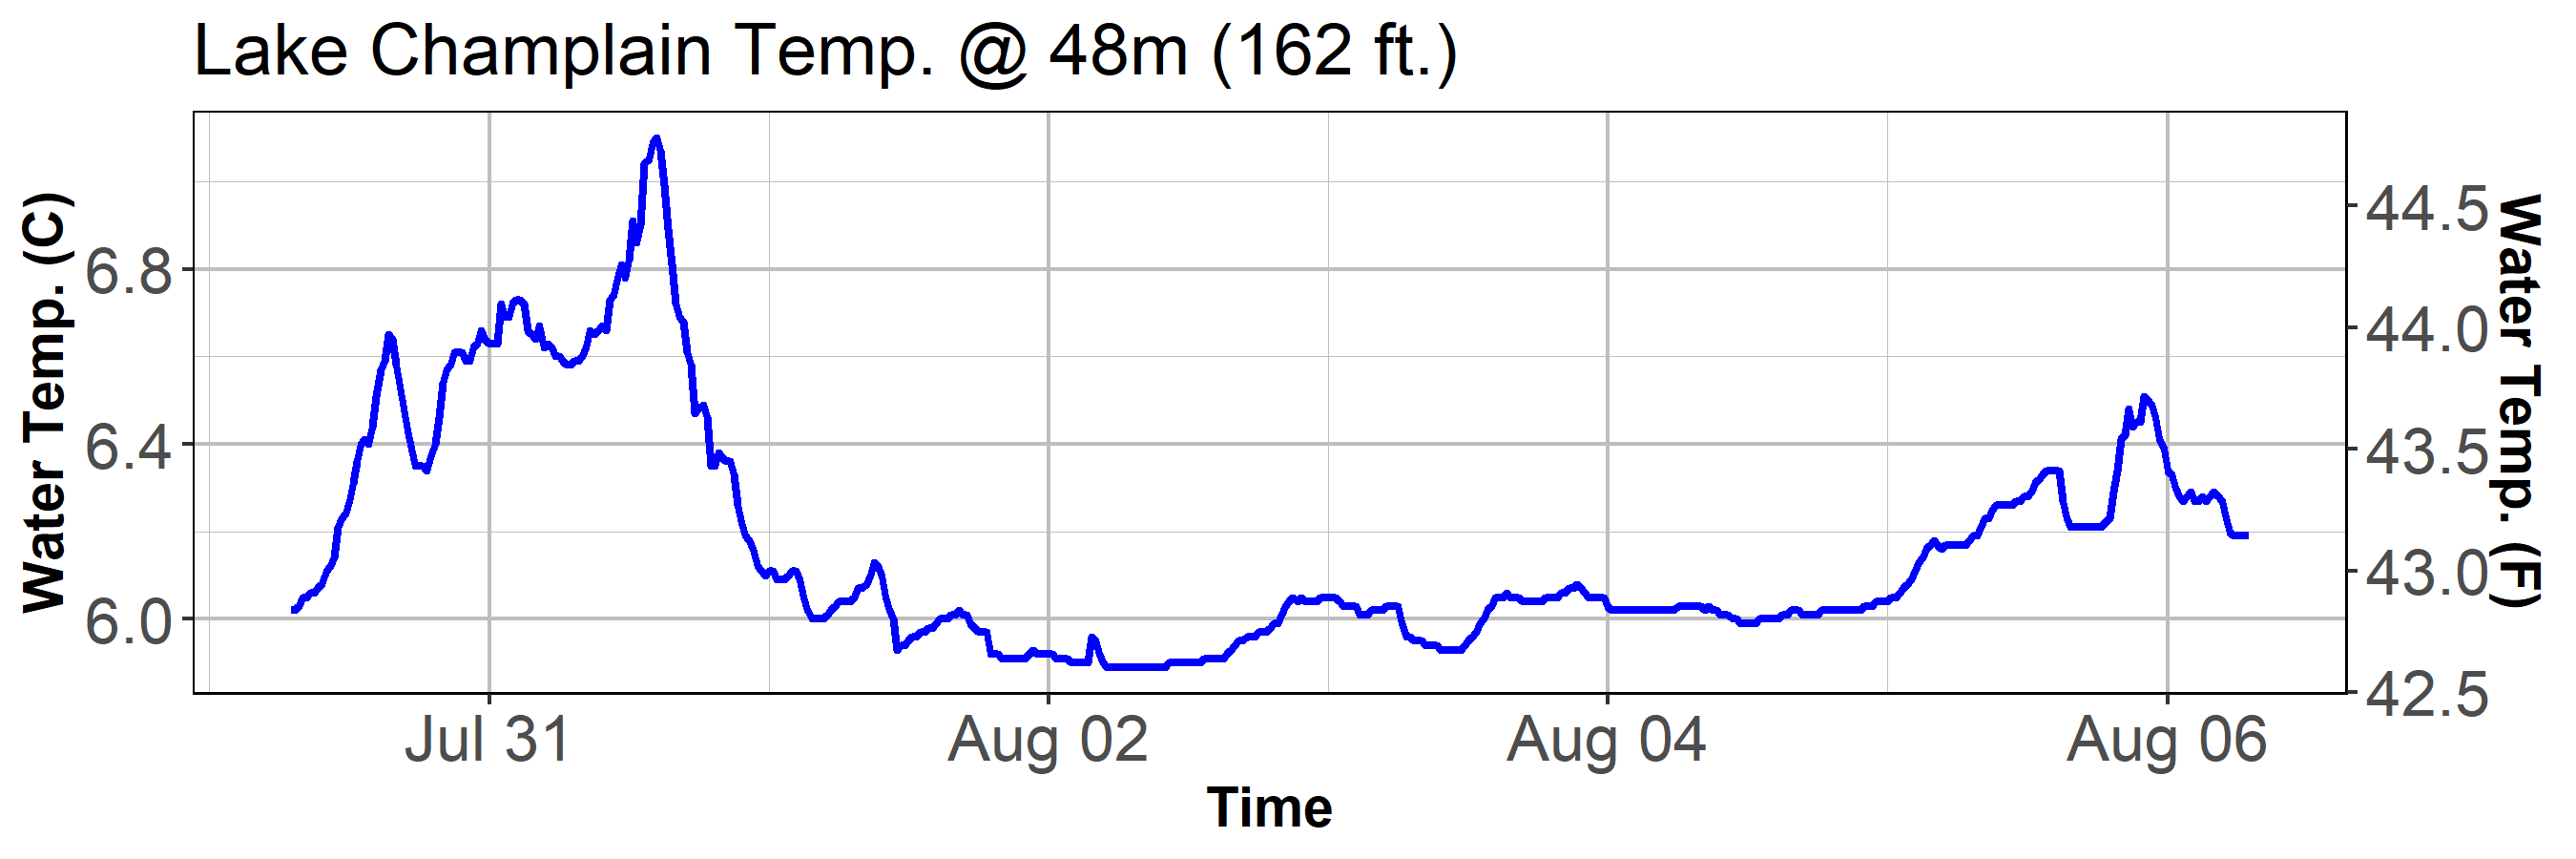 Lake Champlain Temp. @ 48m (162 ft.)
Water Temp. (C)
6.8
6.4
6.0
44.5
44.0
43.5
43.0
42.5
Water Temp. (F)
Jul 31 Aug 02 Aug 04 Aug 06
Time